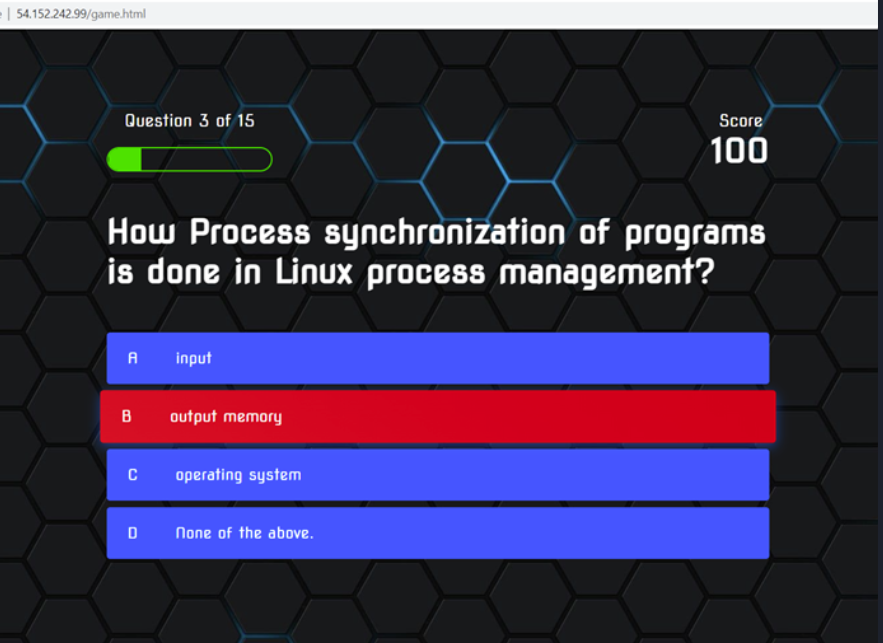 54.152.242.99/game.html
Question 3 of 15
Score
100
How Process synchronization of programs
is done in Linux process management?
A input
B output memory
C operating system
D None of the above.